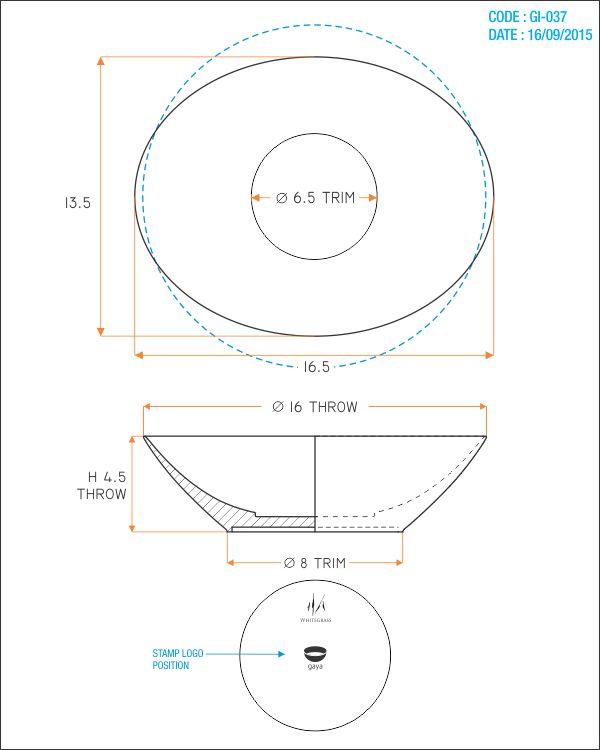 CODE : GI-037
DATE : 16/09/2015
13.5
Ø 6.5 TRIM
16.5
Ø 16 THROW
H 4.5
THROW
Ø 8 TRIM
WHITEGRASS
STAMP LOGO
POSITION
gaya